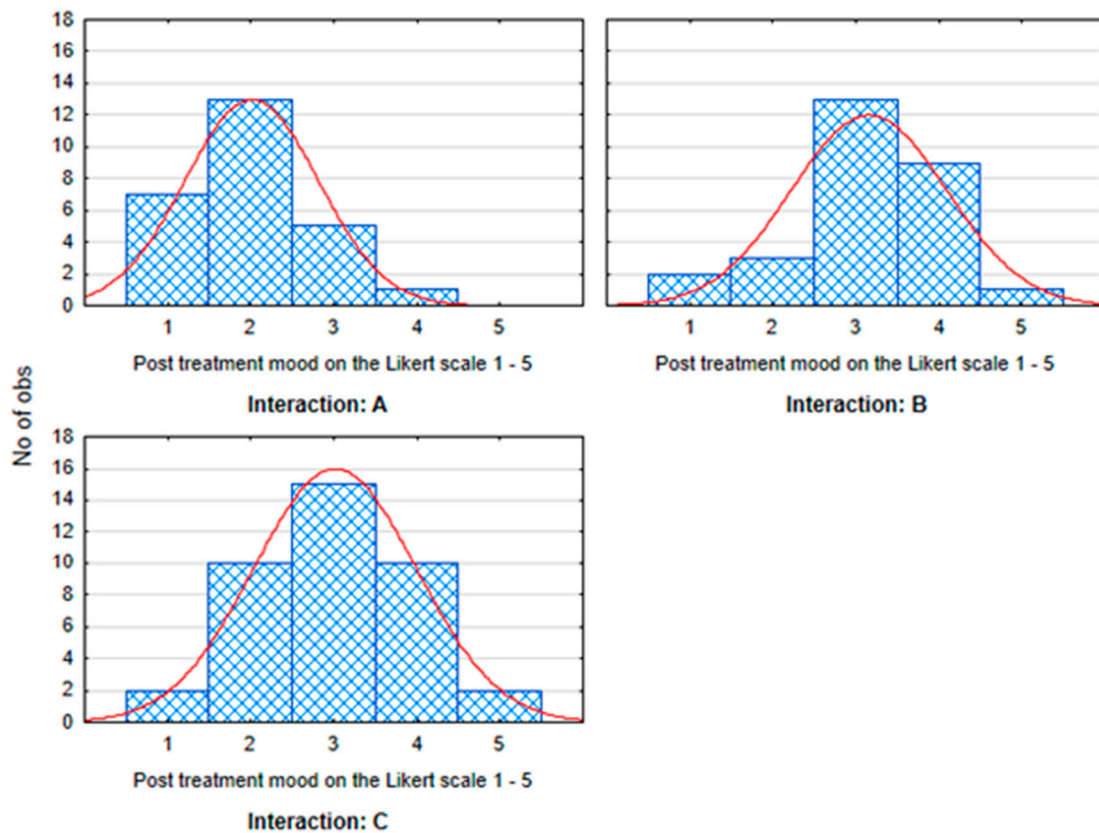 18
16
14
12
10
8
6
4
2
0
1 2 3 4 5
1 2 3 4 5
Post treatment mood on the Likert scale 1 - 5
Post treatment mood on the Likert scale 1 - 5
Interaction: A
Interaction: B
No of obs
18
16
14
12
10
8
6
4
2
0
1 2 3 4 5
Post treatment mood on the Likert scale 1 - 5
Interaction: C